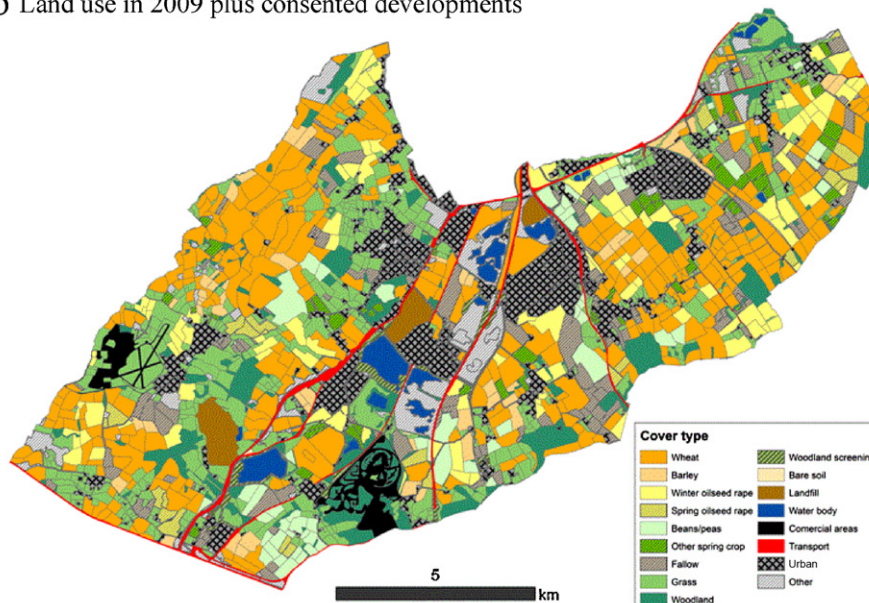 b Land use in 2009 plus consented developments
5
km
Cover type
Wheat
Barley
Winter oilseed rape
Spring oilseed rape
Beans/peas
Other spring crop
Fallow
Grass
Woodland
Woodland screenin
Bare soil
Landfill
Water body
Comercial areas
Transport
Urban
Other